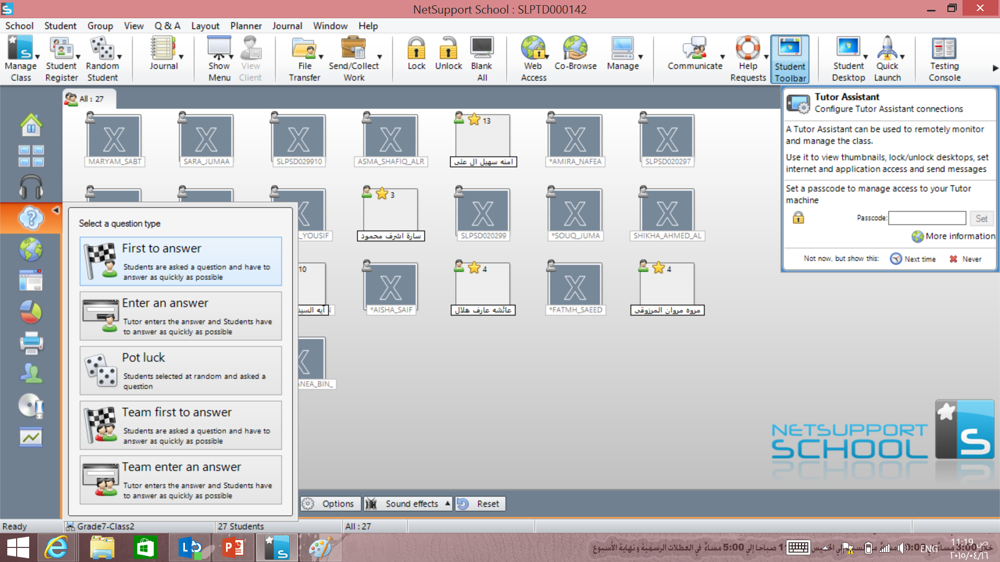 NetSupport School : SLPTD000142
School Student Group View Q & A Layout Planner Journal Window Help
Manage Class
Student Register
Random Student
Journal
Show Menu
View Client
File Transfer
Send/Collect Work
Lock
Unlock
Blank All
Web Access
Co-Browse
Manage
Communicate
Help Requests
Student Toolbar
Student Desktop
Quick Launch
Testing Console
All : 27
MARYAM_SABT
SARA_JUMAA
SLPSD029910
ASMA_SHAFIQ_ALR
13
امنه سهيل ال على
*AMIRA_NAFEA
SLPSD020297
_YOUSIF
3
سارة اشرف محمود
SLPSD020299
*SOUQ_JUMA
SHIKHA_AHMED_AL
10
آيه السيد
*AISHA_SAIF
4
عائشه عارف هلال
*FATMH_SAEED
4
مروه مروان المرزوقى
ANEA_BIN_
Select a question type
First to answer
Students are asked a question and have to
answer as quickly as possible
Enter an answer
Tutor enters the answer and Students have
to answer as quickly as possible
Pot luck
Students selected at random and asked a
question
Team first to answer
Students are asked a question and have to
answer as quickly as possible
Team enter an answer
Tutor enters the answer and Students have
to answer as quickly as possible
Tutor Assistant
Configure Tutor Assistant connections
A Tutor Assistant can be used to remotely monitor
and manage the class.
Use it to view thumbnails, lock/unlock desktops, set
internet and application access and send messages
Set a passcode to manage access to your Tutor
machine
Passcode: Set
More information
Not now, but show this: Next time Never
NETSUPPORT
SCHOOL
Options Sound effects Reset
Ready Grade7-Class2 27 Students All : 27
صباحا إلى 5:00 مساءً في العطلات الرسمية و نهاية الأسبوع
ENG
11:19 ص
٢٠١٥/٠٤/١٦